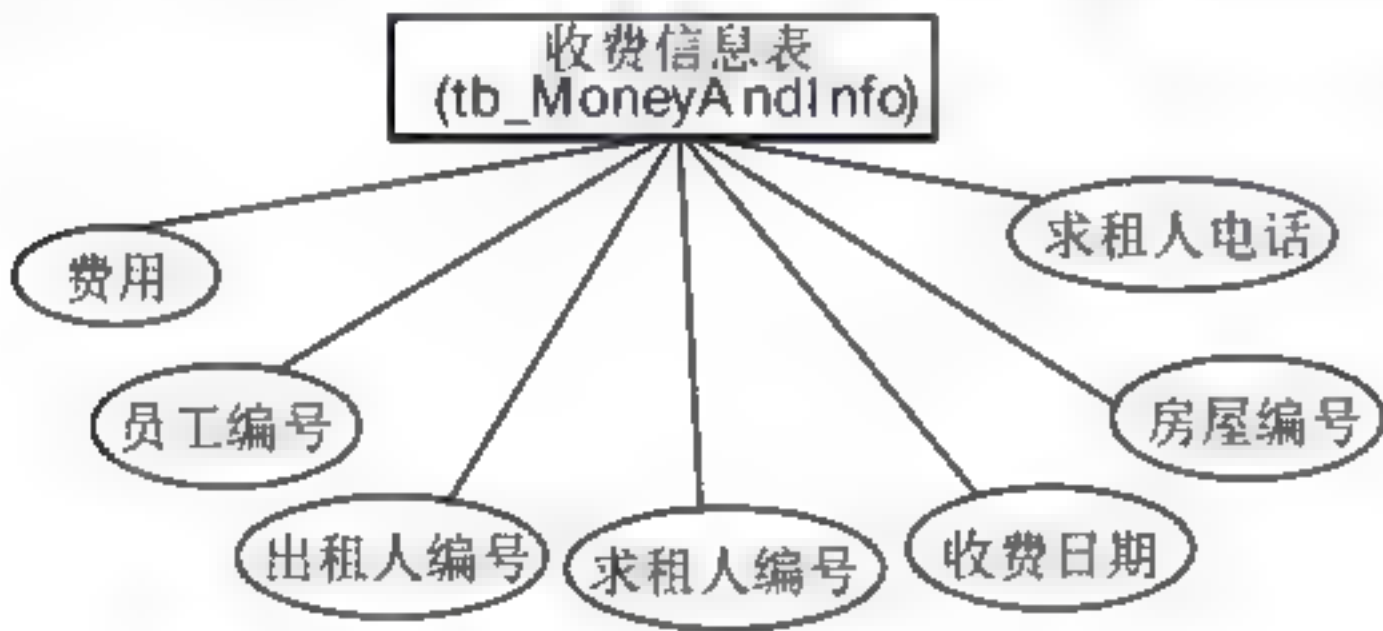 收费信息表
(tb_MoneyAndInfo)
费用
员工编号
出租人编号
求租人编号
收费日期
房屋编号
求租人电话